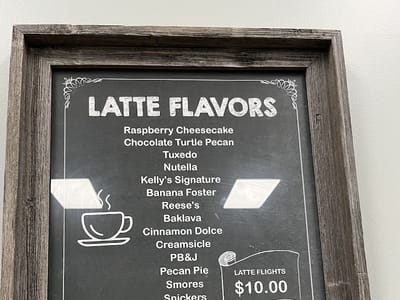 LATTE FLAVORS
Raspberry Cheesecake
Chocolate Turtle Pecan
Tuxedo
Nutella
Kelly's Signature
Banana Foster
Reese's
Baklava
Cinnamon Dolce
Creamsicle
PB&J
Pecan Pie
Smores
Snickers
LATTE FLIGHTS
$10.00